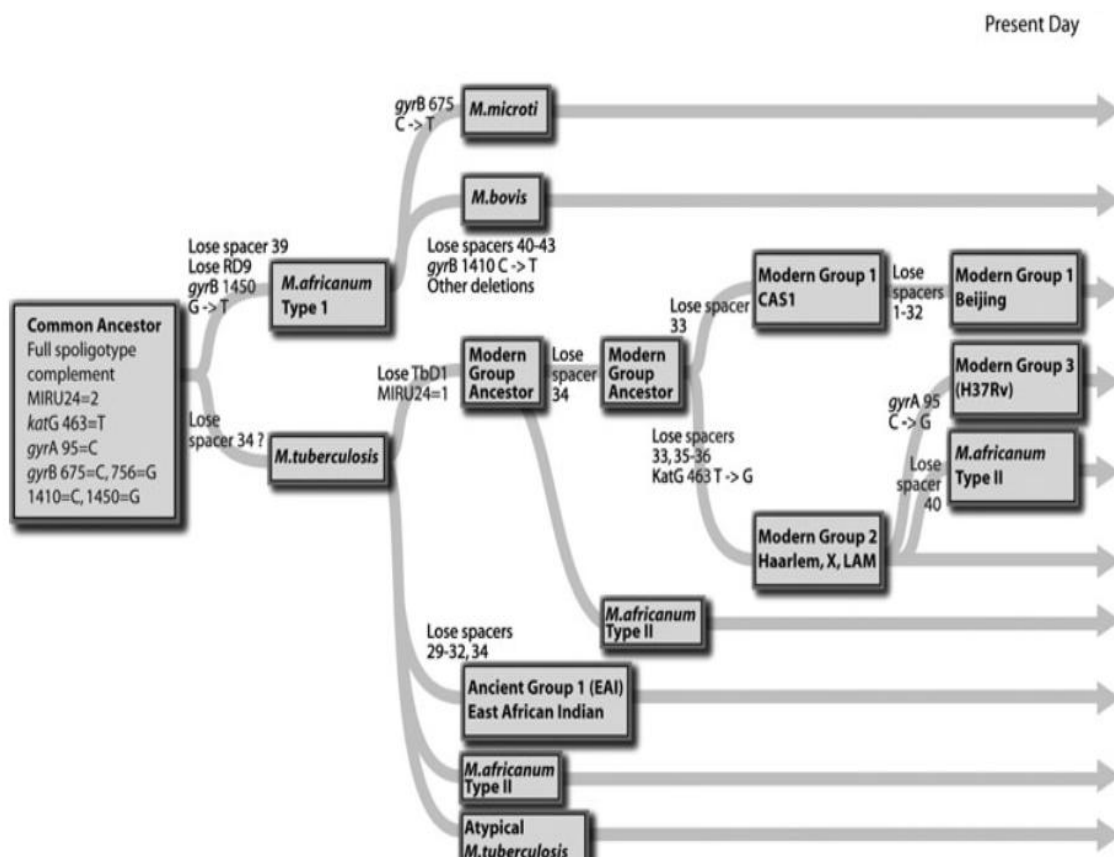 Present Day
gyrB 675
C -> T
M.microti
M.bovis
Lose spacers 40-43
gyrB 1410 C -> T
Other deletions
Lose spacer 39
Lose RD9
gyrB 1450
G -> T
M.africanum
Type 1
Common Ancestor
Full spoligotype
complement
MIRU24=2
katG 463=T
gyrA 95=C
gyrB 675=C, 756=G
1410=C, 1450=G
Lose
spacer 34 ?
M.tuberculosis
Lose TbD1
MIRU24=1
Modern
Group
Ancestor
Lose
spacer
34
Modern
Group
Ancestor
Lose spacer
33
Modern Group 1
CAS1
Lose
spacers
1-32
Modern Group 1
Beijing
Lose spacers
33, 35-36
KatG 463 T -> G
Modern Group 2
Haarlem, X, LAM
gyrA 95
C -> G
Modern Group 3
(H37Rv)
Lose
spacer
40
M.africanum
Type II
M.africanum
Type II
Lose spacers
29-32, 34
Ancient Group 1 (EAI)
East African Indian
M.africanum
Type II
Atypical
M.tuberculosis